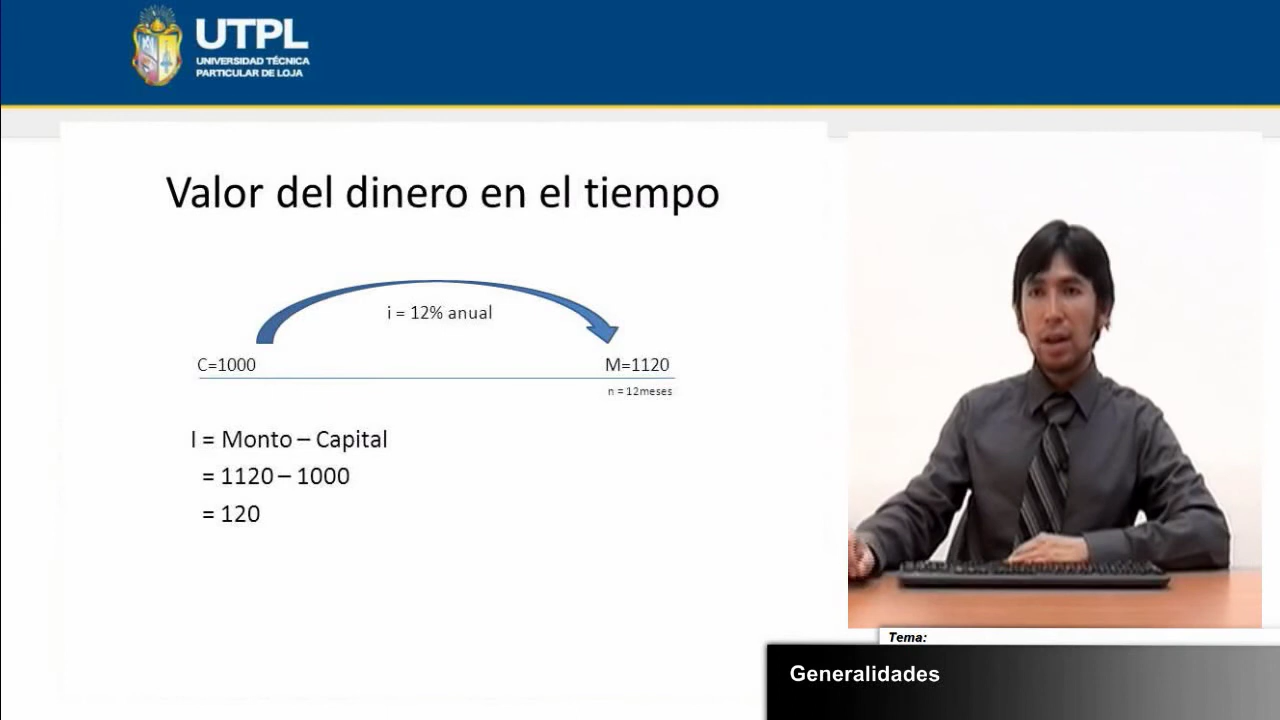 UTPL
UNIVERSIDAD TÉCNICA
PARTICULAR DE LOJA
Valor del dinero en el tiempo
i = 12% anual
C=1000
M=1120
n = 12meses
I = Monto – Capital
= 1120 – 1000
= 120
Tema:
Generalidades